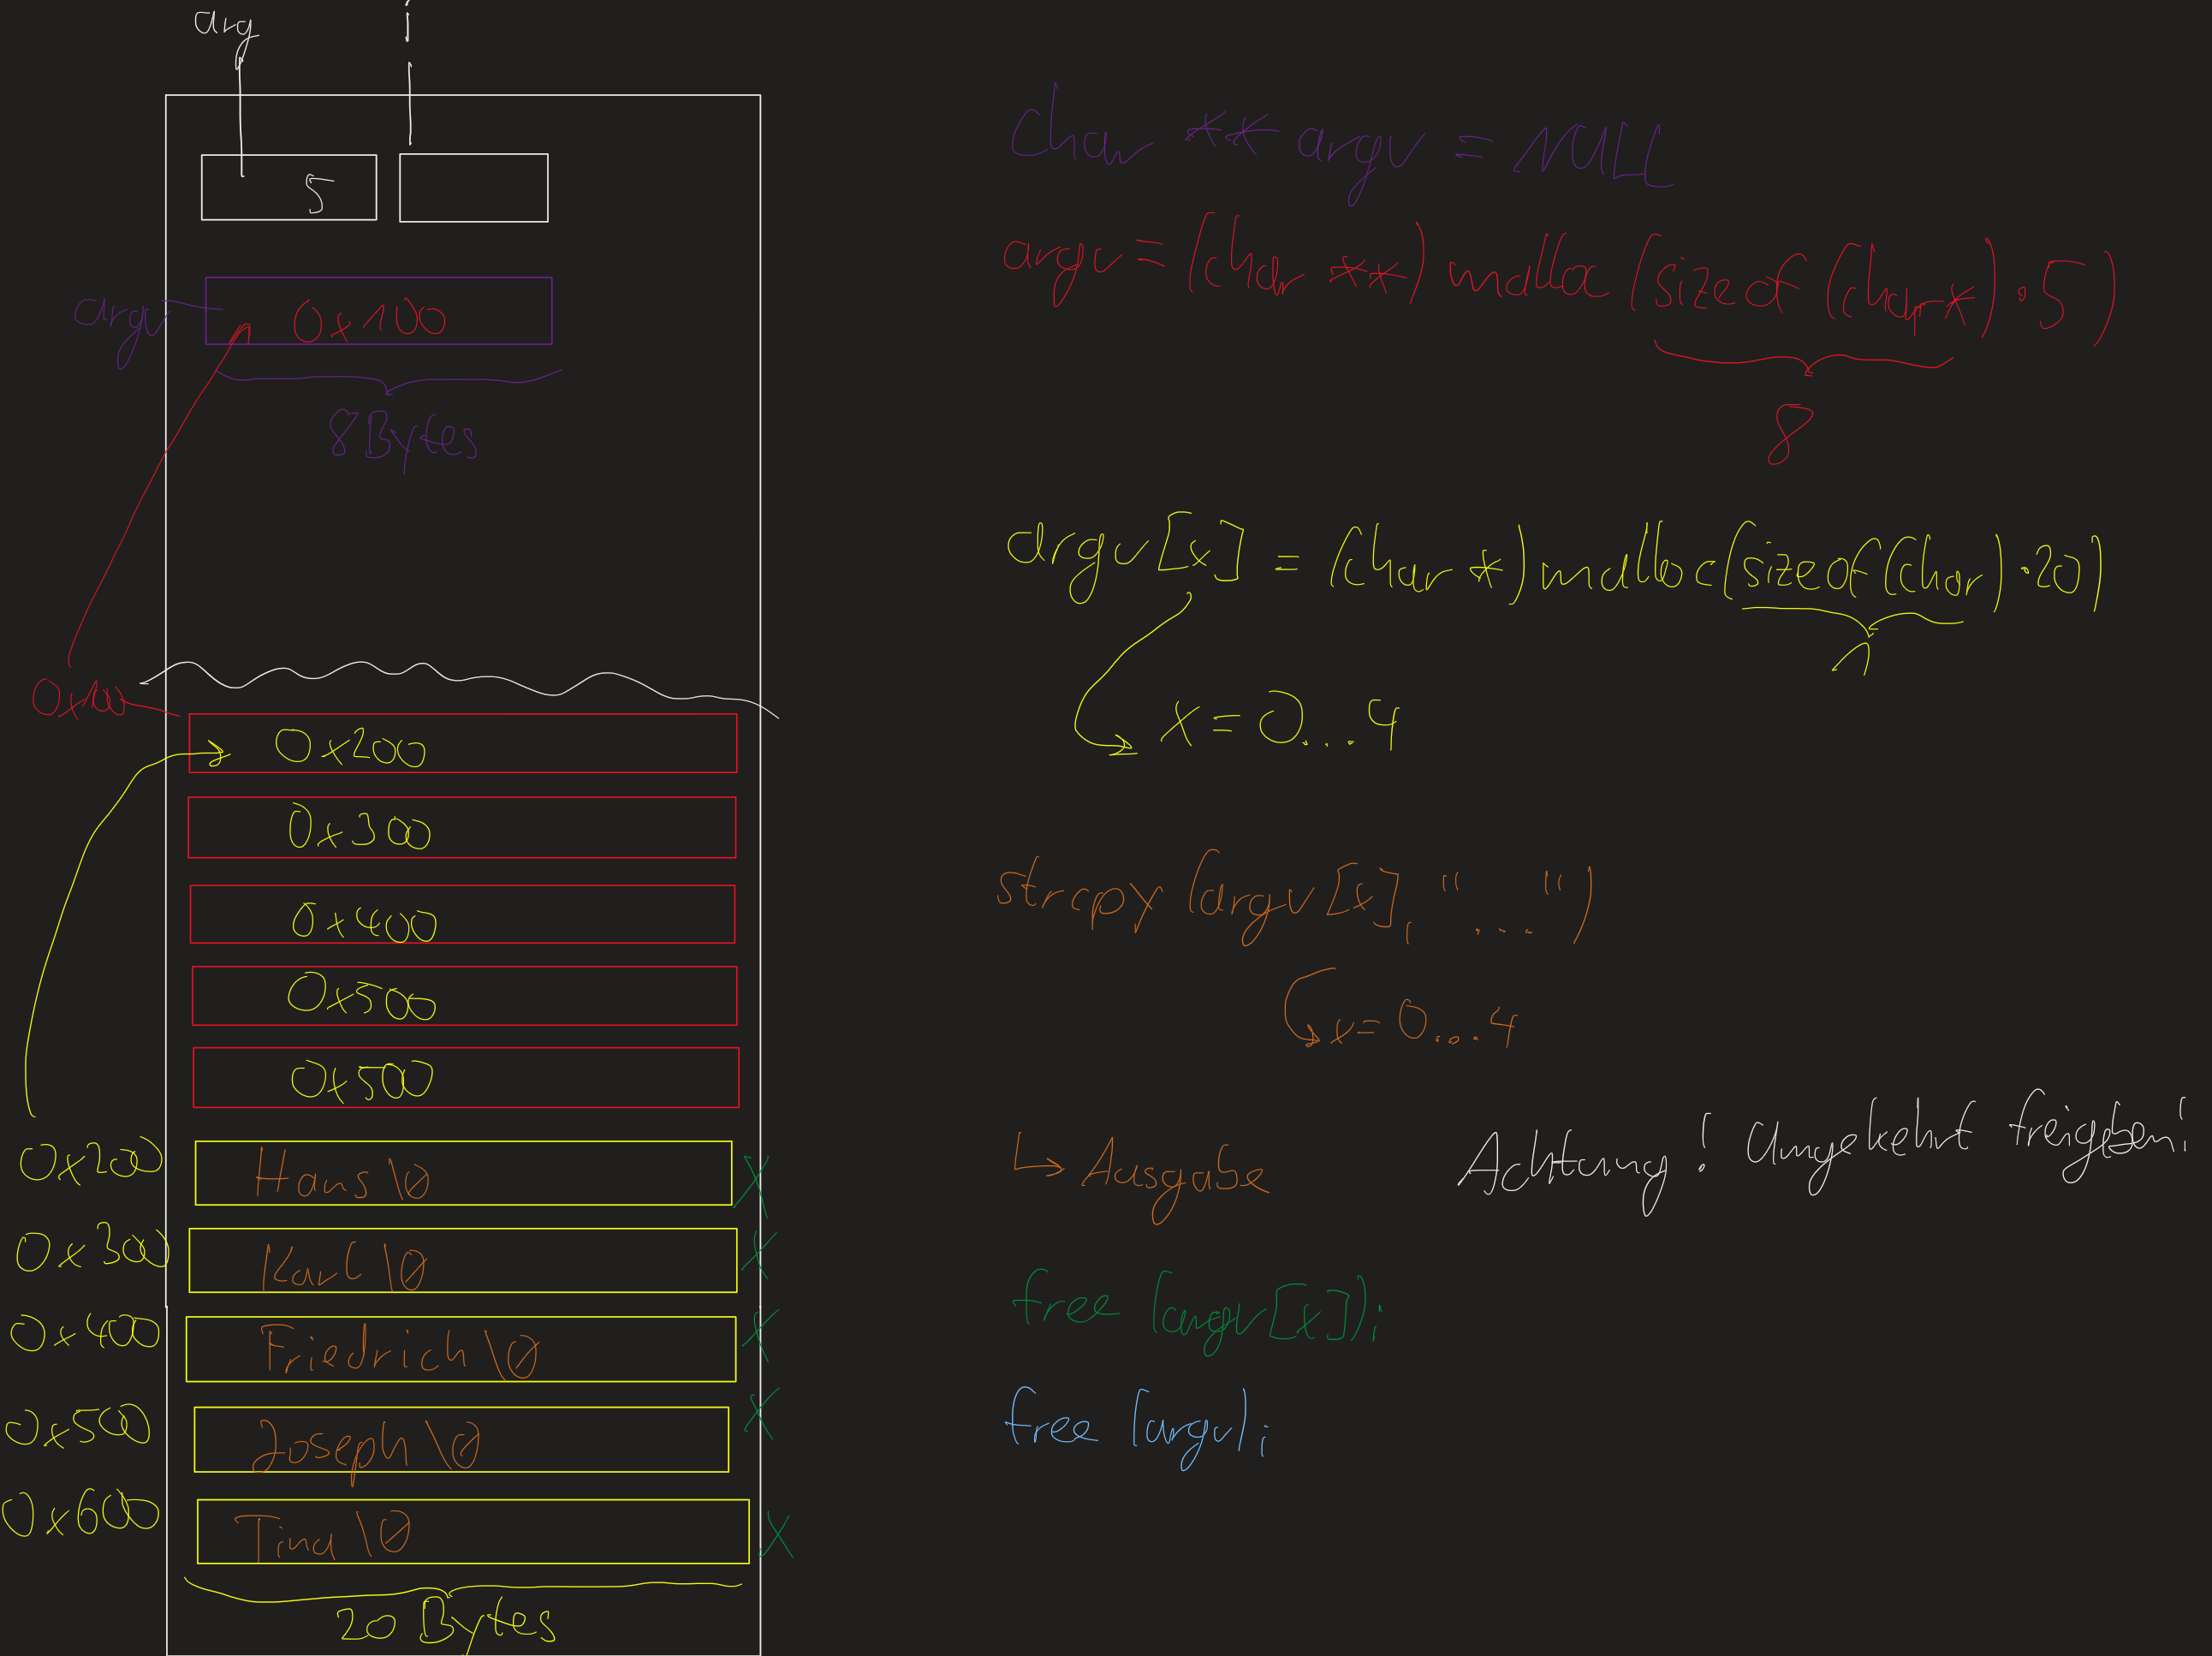 arg
i
5
char ** argv = NULL
argv = (char **) malloc (sizeof (char *) · 5)
8
argv
0x100
8 Bytes
argv[x] = (char *) malloc (sizeof (char) · 20)
1
x = 0...4
0x100
0x200
0x300
0x400
0x500
0x500
strcpy (argv[x], "...")
x = 0...4
↳ Ausgabe
Achtung! Umgekehrt freigeben!
free (argv[x]);
free (argv);
0x200
Hans \0
0x300
Karl \0
0x400
Friedrich \0
0x500
Joseph \0
0x600
Tina \0
20 Bytes